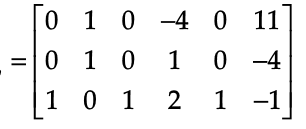 , = [0 1 0 –4 0 11
0 1 0 1 0 –4
1 0 1 2 1 –1]